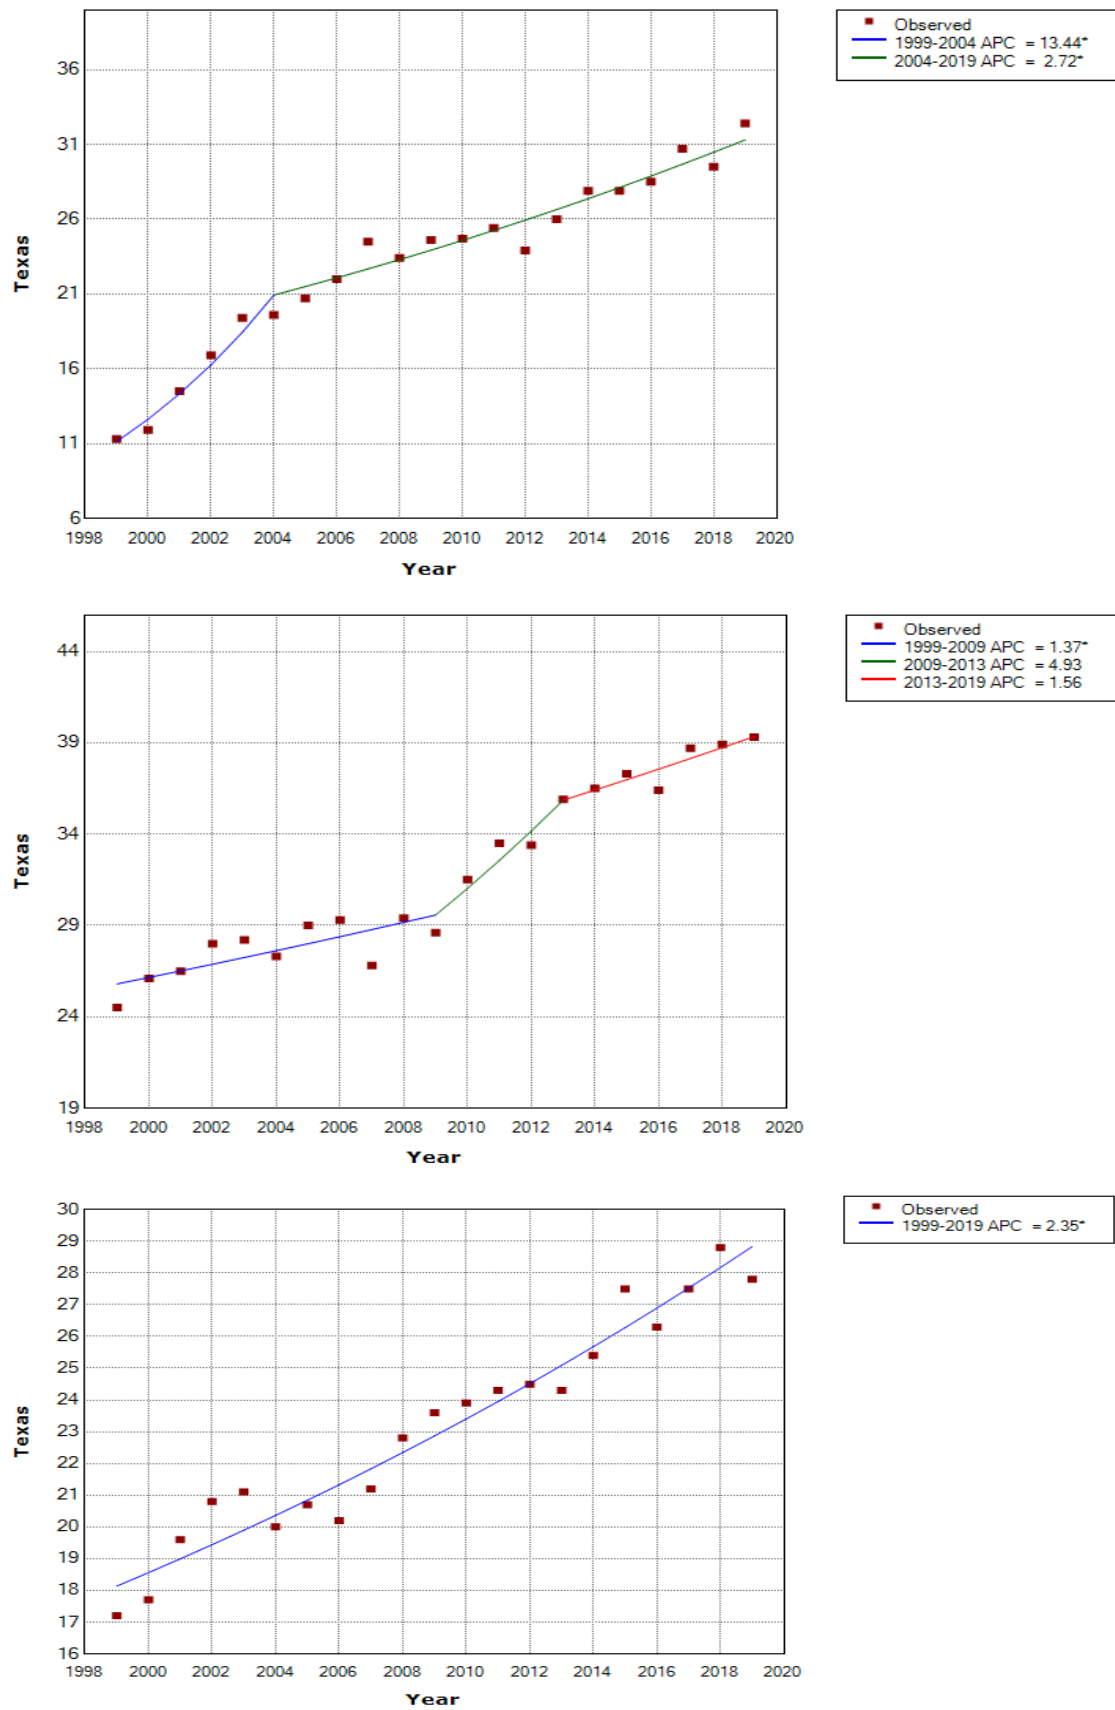 Observed
1999-2004 APC = 13.44*
2004-2019 APC = 2.72*
36
31
26
21
16
11
6
Texas
1998 2000 2002 2004 2006 2008 2010 2012 2014 2016 2018 2020
Year
Observed
1999-2009 APC = 1.37*
2009-2013 APC = 4.93
2013-2019 APC = 1.56
44
39
34
29
24
19
Texas
1998 2000 2002 2004 2006 2008 2010 2012 2014 2016 2018 2020
Year
Observed
1999-2019 APC = 2.35*
30
29
28
27
26
25
24
23
22
21
20
19
18
17
16
Texas
1998 2000 2002 2004 2006 2008 2010 2012 2014 2016 2018 2020
Year